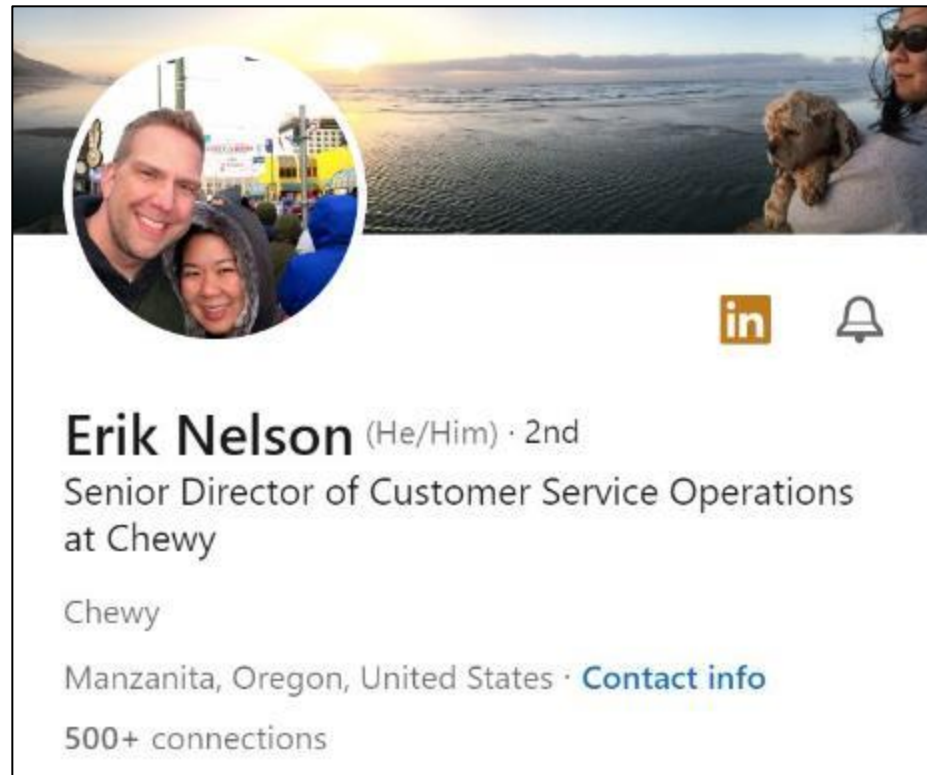 in
Erik Nelson (He/Him) · 2nd
Senior Director of Customer Service Operations
at Chewy
Chewy
Manzanita, Oregon, United States · Contact info
500+ connections